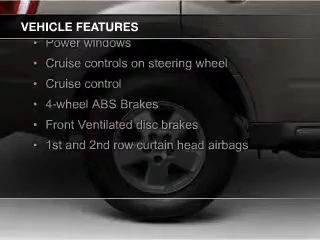 VEHICLE FEATURES
• Power windows
• Cruise controls on steering wheel
• Cruise control
• 4-wheel ABS Brakes
• Front Ventilated disc brakes
• 1st and 2nd row curtain head airbags